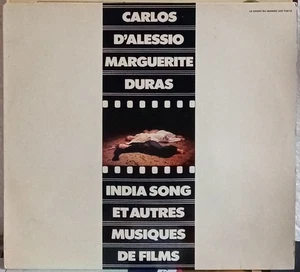 CARLOS
D'ALESSIO
MARGUERITE
DURAS
INDIA SONG
ET AUTRES
MUSIQUES
DE FILMS